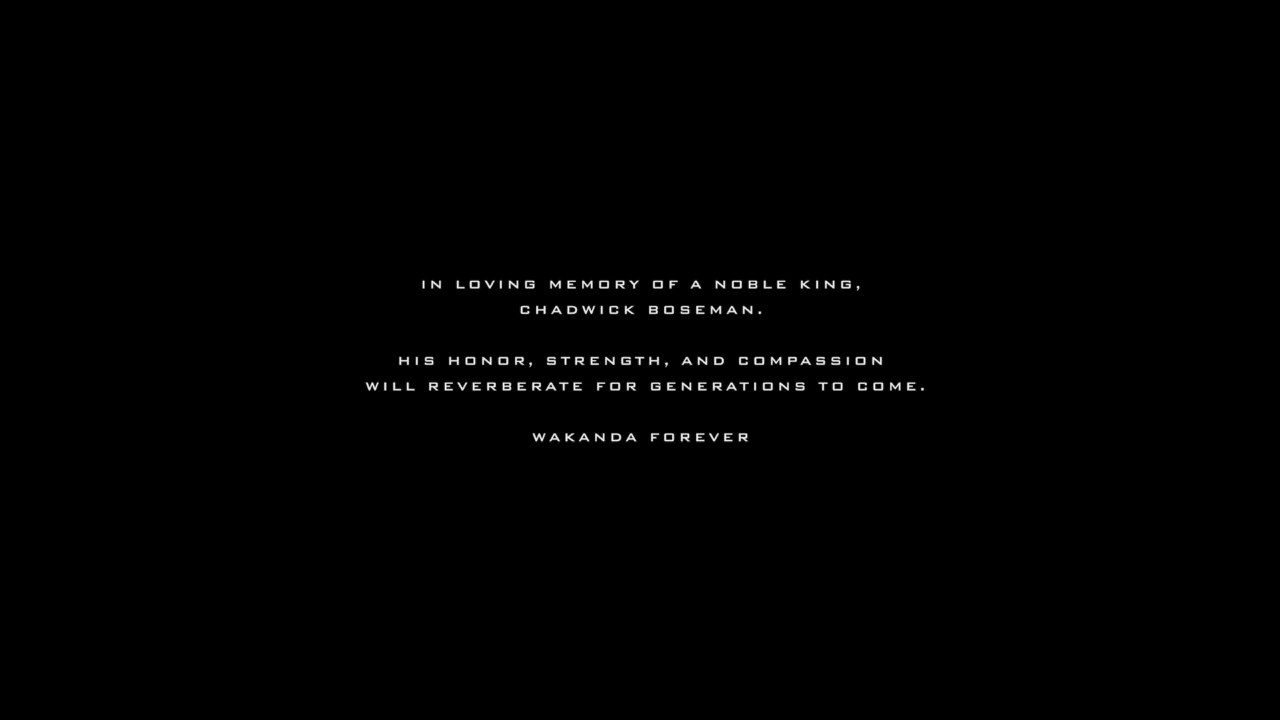 IN LOVING MEMORY OF A NOBLE KING,
CHADWICK BOSEMAN.
HIS HONOR, STRENGTH, AND COMPASSION
WILL REVERBERATE FOR GENERATIONS TO COME.
WAKANDA FOREVER